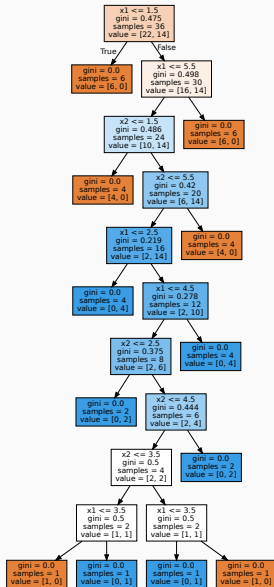 x1 <= 1.5
gini = 0.475
samples = 36
value = [22, 14]
True
False
gini = 0.0
samples = 6
value = [6, 0]
x1 <= 5.5
gini = 0.498
samples = 30
value = [16, 14]
x2 <= 1.5
gini = 0.486
samples = 24
value = [10, 14]
gini = 0.0
samples = 6
value = [6, 0]
gini = 0.0
samples = 4
value = [4, 0]
x2 <= 5.5
gini = 0.42
samples = 20
value = [6, 14]
x1 <= 2.5
gini = 0.219
samples = 16
value = [2, 14]
gini = 0.0
samples = 4
value = [4, 0]
gini = 0.0
samples = 4
value = [0, 4]
x1 <= 4.5
gini = 0.278
samples = 12
value = [2, 10]
x2 <= 2.5
gini = 0.375
samples = 8
value = [2, 6]
gini = 0.0
samples = 4
value = [0, 4]
gini = 0.0
samples = 2
value = [0, 2]
x2 <= 4.5
gini = 0.444
samples = 6
value = [2, 4]
x2 <= 3.5
gini = 0.5
samples = 4
value = [2, 2]
gini = 0.0
samples = 2
value = [0, 2]
x1 <= 3.5
gini = 0.5
samples = 2
value = [1, 1]
x1 <= 3.5
gini = 0.5
samples = 2
value = [1, 1]
gini = 0.0
samples = 1
value = [1, 0]
gini = 0.0
samples = 1
value = [0, 1]
gini = 0.0
samples = 1
value = [0, 1]
gini = 0.0
samples = 1
value = [1, 0]